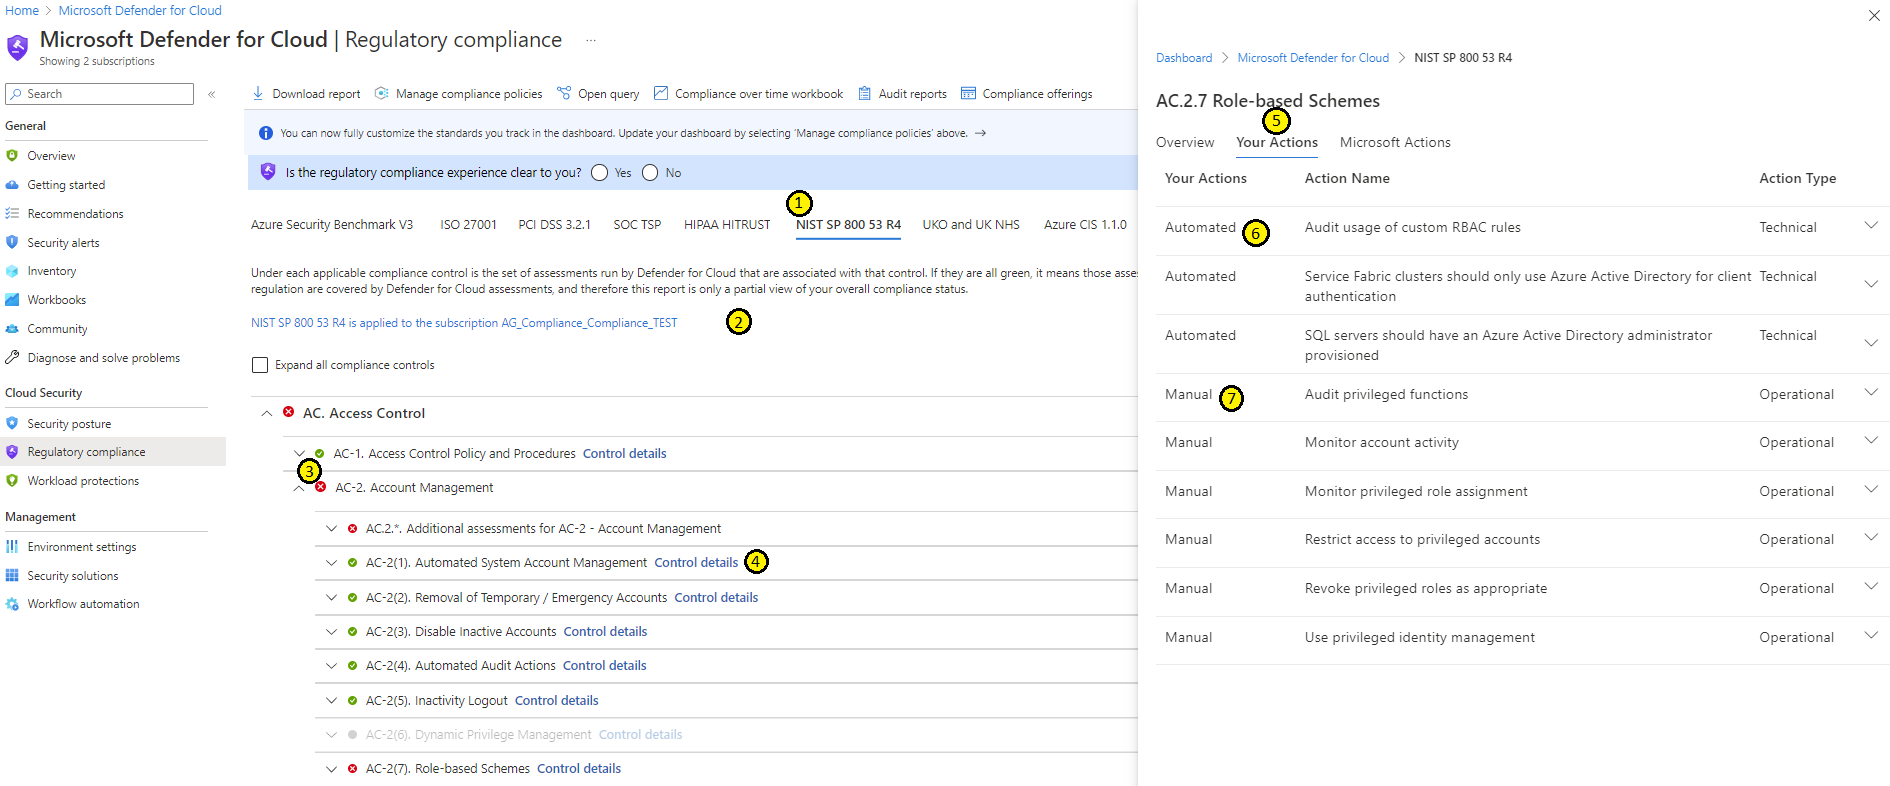 Home > Microsoft Defender for Cloud
Microsoft Defender for Cloud | Regulatory compliance ...
Showing 2 subscriptions
Search «
General
Overview
Getting started
Recommendations
Security alerts
Inventory
Workbooks
Community
Diagnose and solve problems
Cloud Security
Security posture
Regulatory compliance
Workload protections
Management
Environment settings
Security solutions
Workflow automation
Download report Manage compliance policies Open query Compliance over time workbook Audit reports Compliance offerings
You can now fully customize the standards you track in the dashboard. Update your dashboard by selecting 'Manage compliance policies' above. →
Is the regulatory compliance experience clear to you? Yes No
1
Azure Security Benchmark V3 ISO 27001 PCI DSS 3.2.1 SOC TSP HIPAA HITRUST NIST SP 800 53 R4 UKO and UK NHS Azure CIS 1.1.0
Under each applicable compliance control is the set of assessments run by Defender for Cloud that are associated with that control. If they are all green, it means those asse
regulation are covered by Defender for Cloud assessments, and therefore this report is only a partial view of your overall compliance status.
NIST SP 800 53 R4 is applied to the subscription AG_Compliance_Compliance_TEST 2
Expand all compliance controls
AC. Access Control
AC-1. Access Control Policy and Procedures Control details
3
AC-2. Account Management
AC.2.*. Additional assessments for AC-2 - Account Management
AC-2(1). Automated System Account Management Control details 4
AC-2(2). Removal of Temporary / Emergency Accounts Control details
AC-2(3). Disable Inactive Accounts Control details
AC-2(4). Automated Audit Actions Control details
AC-2(5). Inactivity Logout Control details
AC-2(6). Dynamic Privilege Management Control details
AC-2(7). Role-based Schemes Control details
Dashboard > Microsoft Defender for Cloud > NIST SP 800 53 R4
AC.2.7 Role-based Schemes
5
Overview Your Actions Microsoft Actions
Your Actions Action Name Action Type
Automated 6 Audit usage of custom RBAC rules Technical
Automated Service Fabric clusters should only use Azure Active Directory for client Technical
authentication
Automated SQL servers should have an Azure Active Directory administrator Technical
provisioned
Manual 7 Audit privileged functions Operational
Manual Monitor account activity Operational
Manual Monitor privileged role assignment Operational
Manual Restrict access to privileged accounts Operational
Manual Revoke privileged roles as appropriate Operational
Manual Use privileged identity management Operational